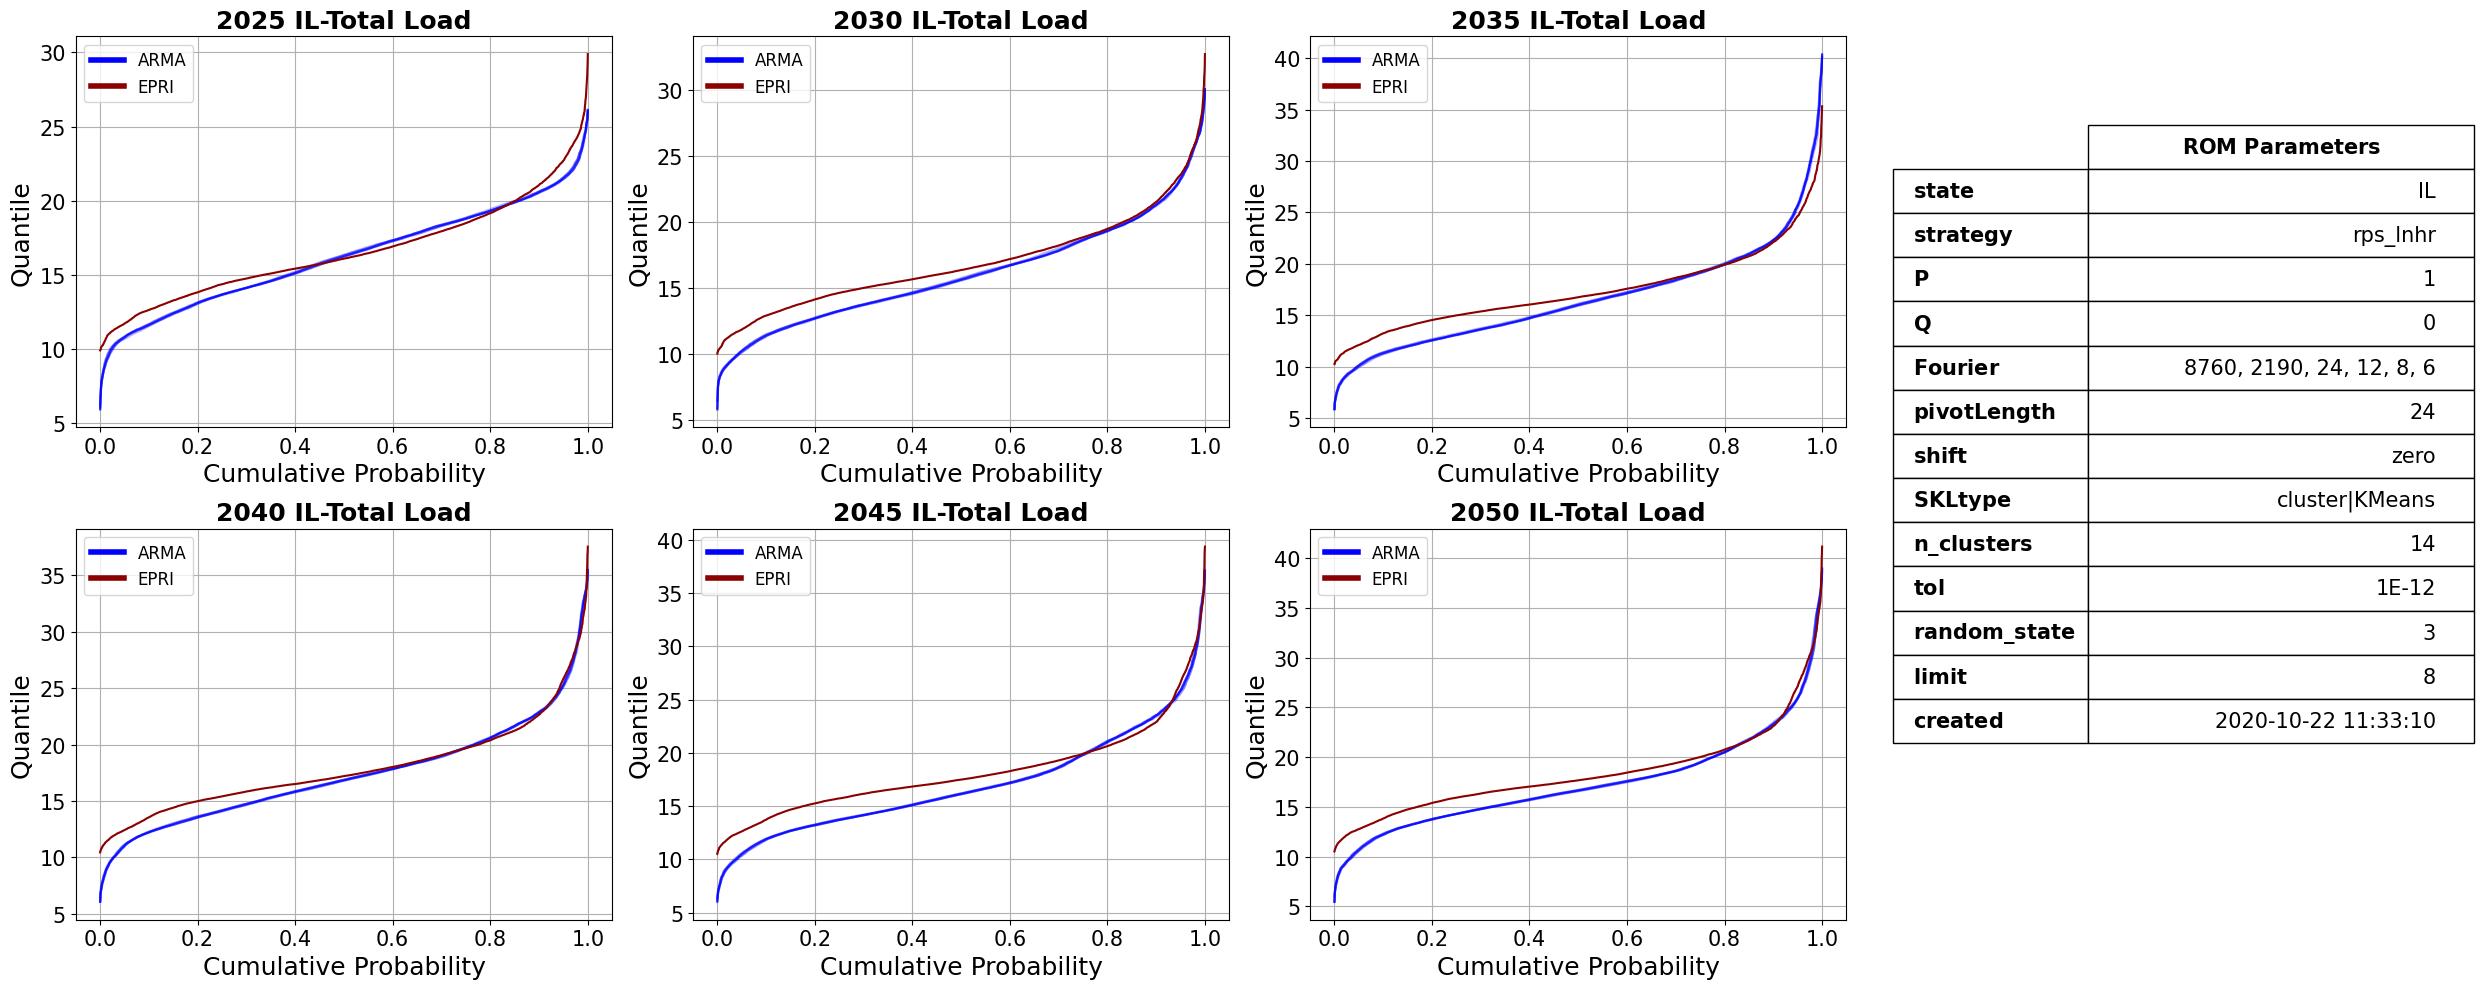 2025 IL-Total Load
ARMA
EPRI
Quantile
30
25
20
15
10
5
0.0 0.2 0.4 0.6 0.8 1.0
Cumulative Probability
2030 IL-Total Load
ARMA
EPRI
Quantile
30
25
20
15
10
5
0.0 0.2 0.4 0.6 0.8 1.0
Cumulative Probability
2035 IL-Total Load
ARMA
EPRI
Quantile
40
35
30
25
20
15
10
5
0.0 0.2 0.4 0.6 0.8 1.0
Cumulative Probability
2040 IL-Total Load
ARMA
EPRI
Quantile
35
30
25
20
15
10
5
0.0 0.2 0.4 0.6 0.8 1.0
Cumulative Probability
2045 IL-Total Load
ARMA
EPRI
Quantile
40
35
30
25
20
15
10
5
0.0 0.2 0.4 0.6 0.8 1.0
Cumulative Probability
2050 IL-Total Load
ARMA
EPRI
Quantile
40
35
30
25
20
15
10
5
0.0 0.2 0.4 0.6 0.8 1.0
Cumulative Probability
ROM Parameters
state IL
strategy rps_lnhr
P 1
Q 0
Fourier 8760, 2190, 24, 12, 8, 6
pivotLength 24
shift zero
SKLtype cluster|KMeans
n_clusters 14
tol 1E-12
random_state 3
limit 8
created 2020-10-22 11:33:10